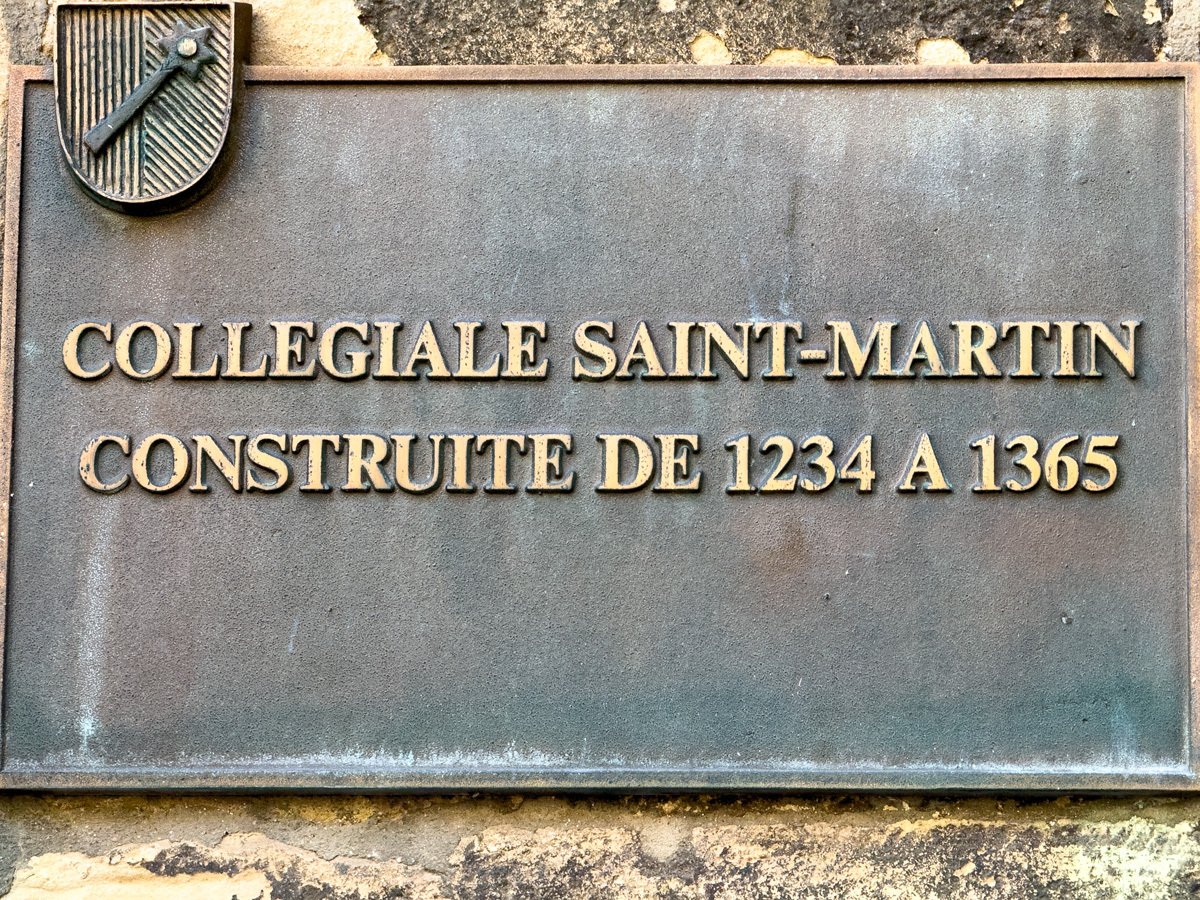 COLLEGIALE SAINT-MARTIN
CONSTRUITE DE 1234 A 1365